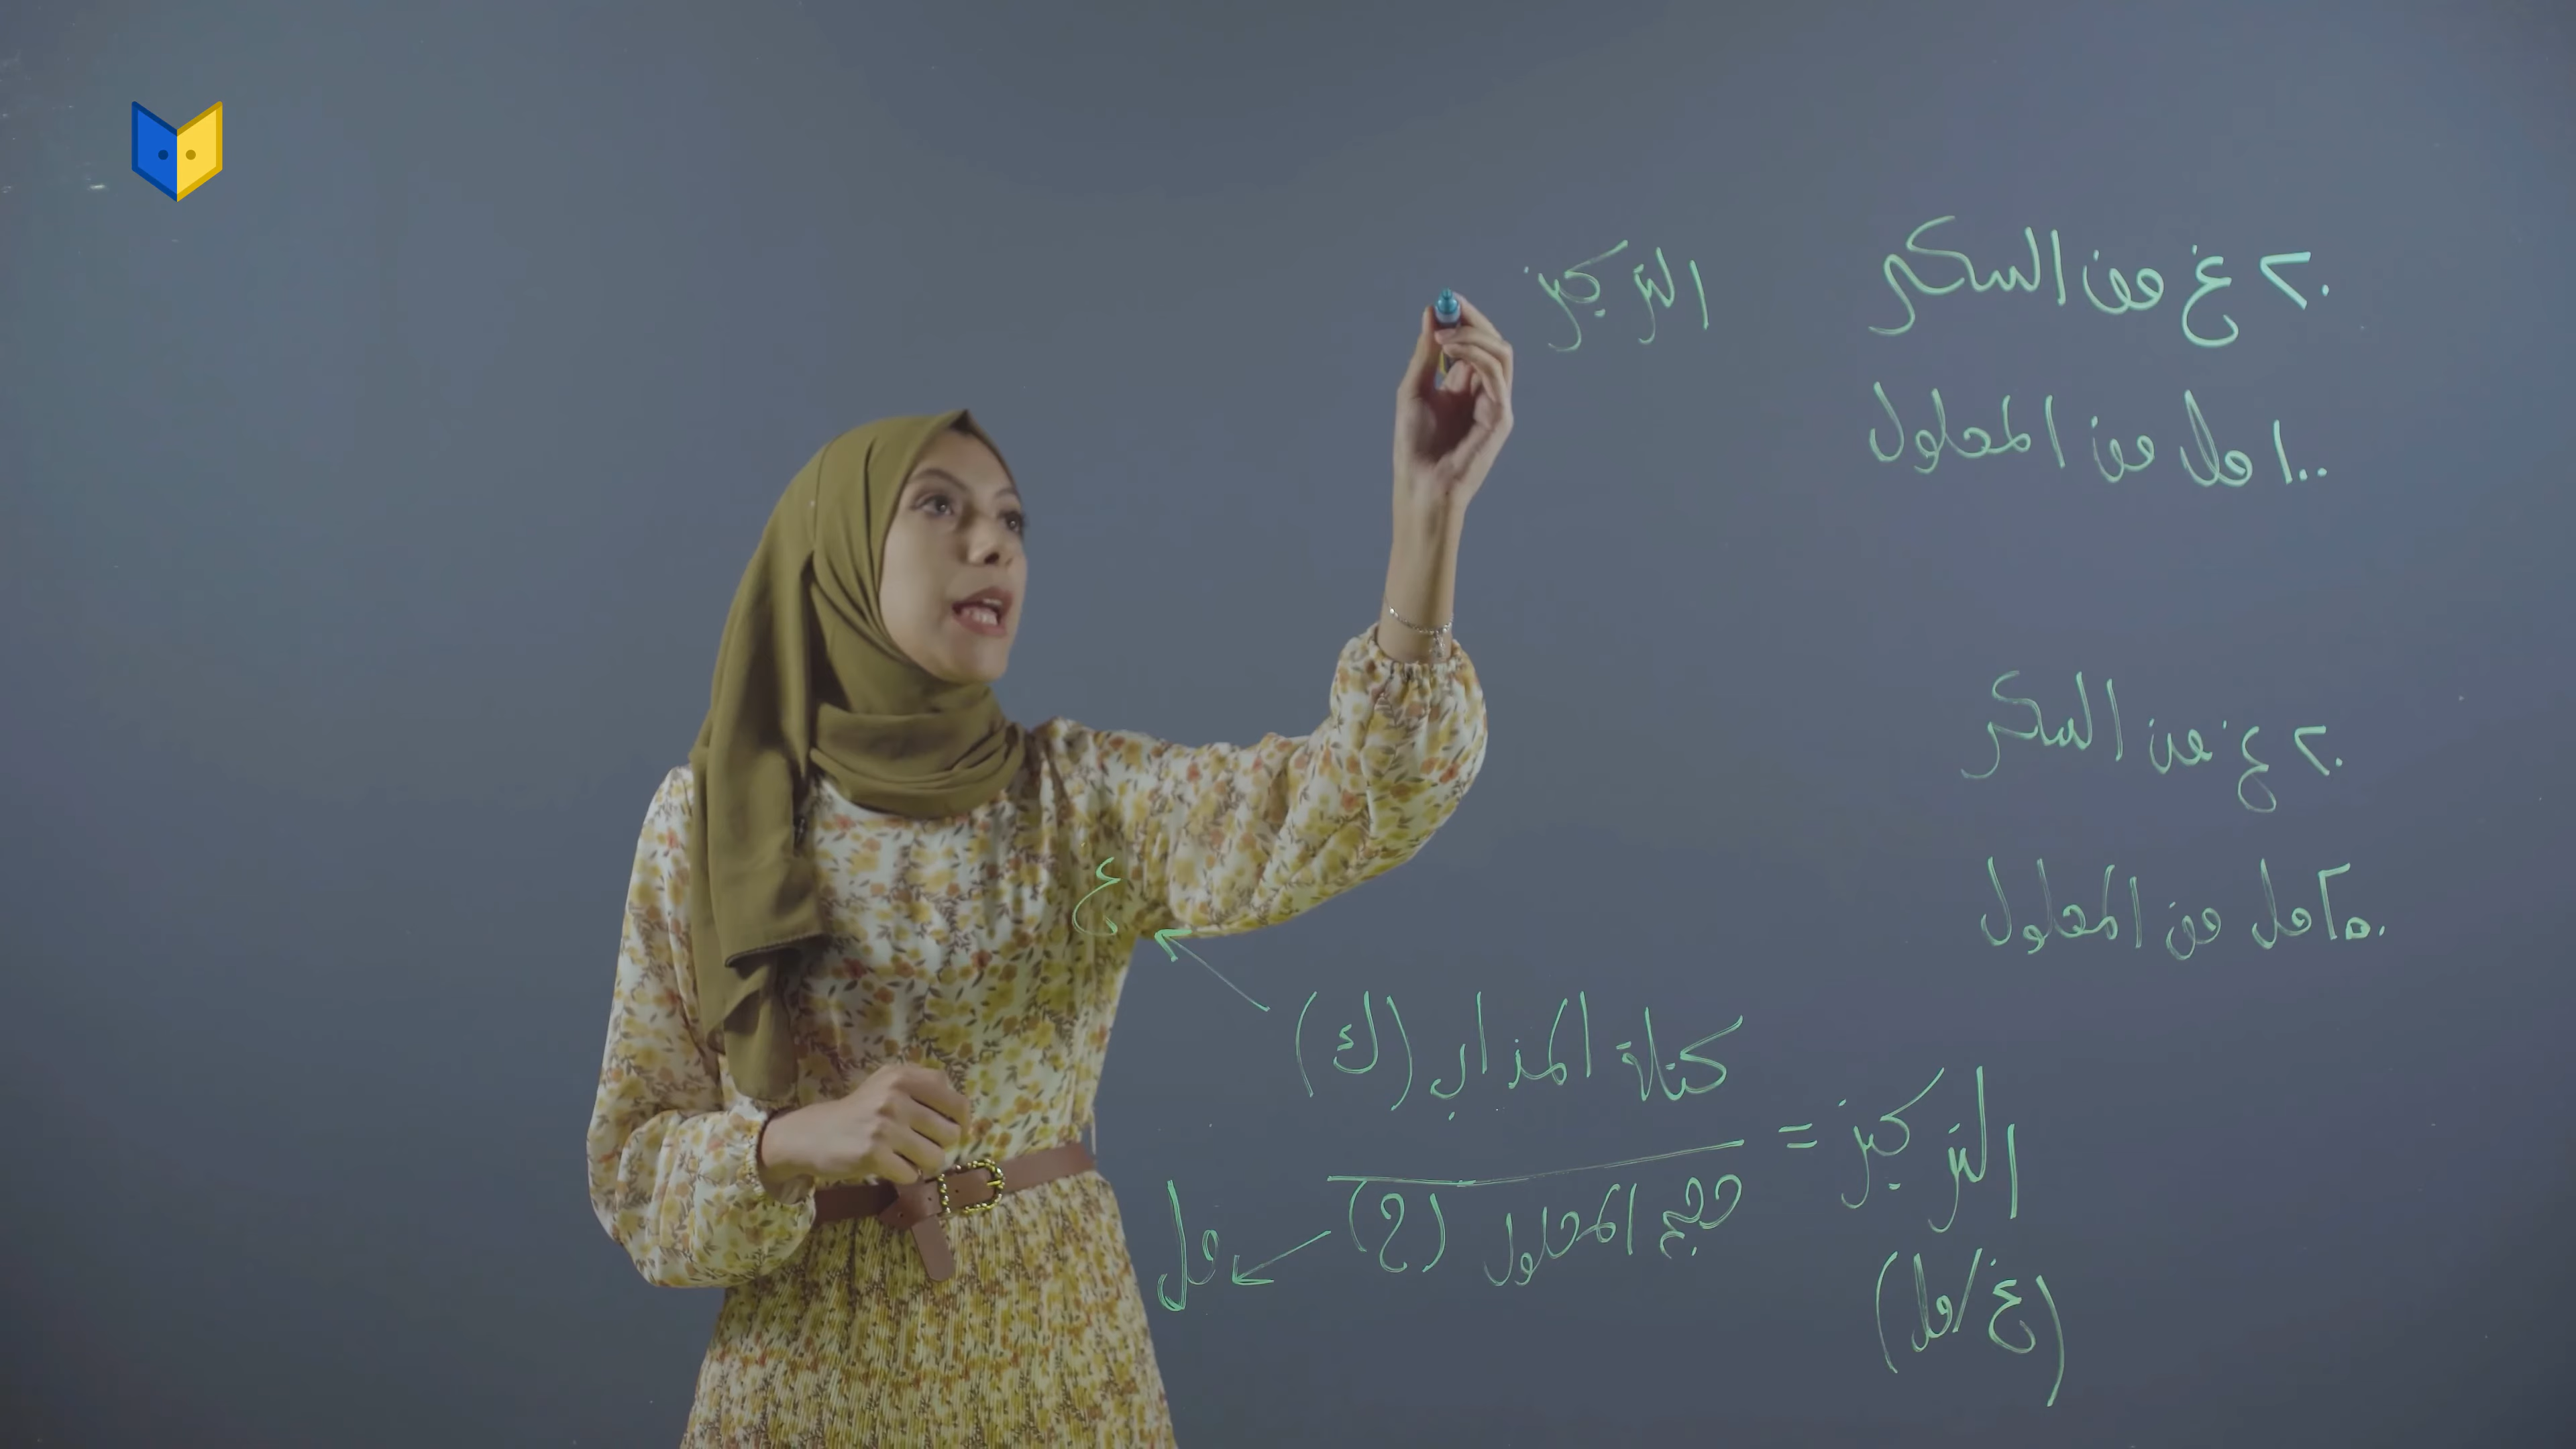 ٢٠ غ من السكر
١٠٠ مل من المحلول
التركيز
٢٠ غ من السكر
٢٥٠ مل من المحلول
غ
كتلة المذاب (ك)
التركيز =
حجم المحلول (ح)
مل
(غ/مل)